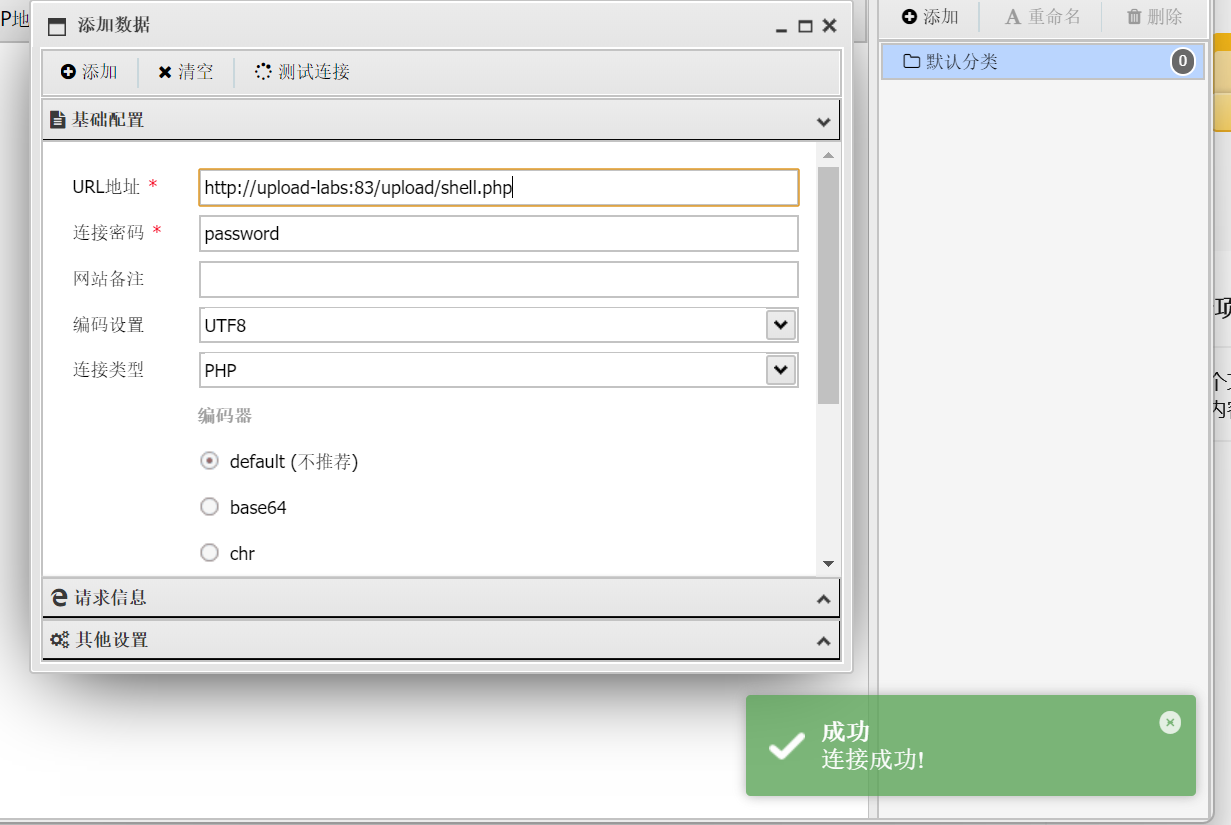 P地
添加数据
添加 清空 测试连接
基础配置
URL地址 * http://upload-labs:83/upload/shell.php
连接密码 * password
网站备注
编码设置 UTF8
连接类型 PHP
编码器
default (不推荐)
base64
chr
请求信息
其他设置
添加 A 重命名 删除
默认分类 0
项
个
内容
成功
连接成功!